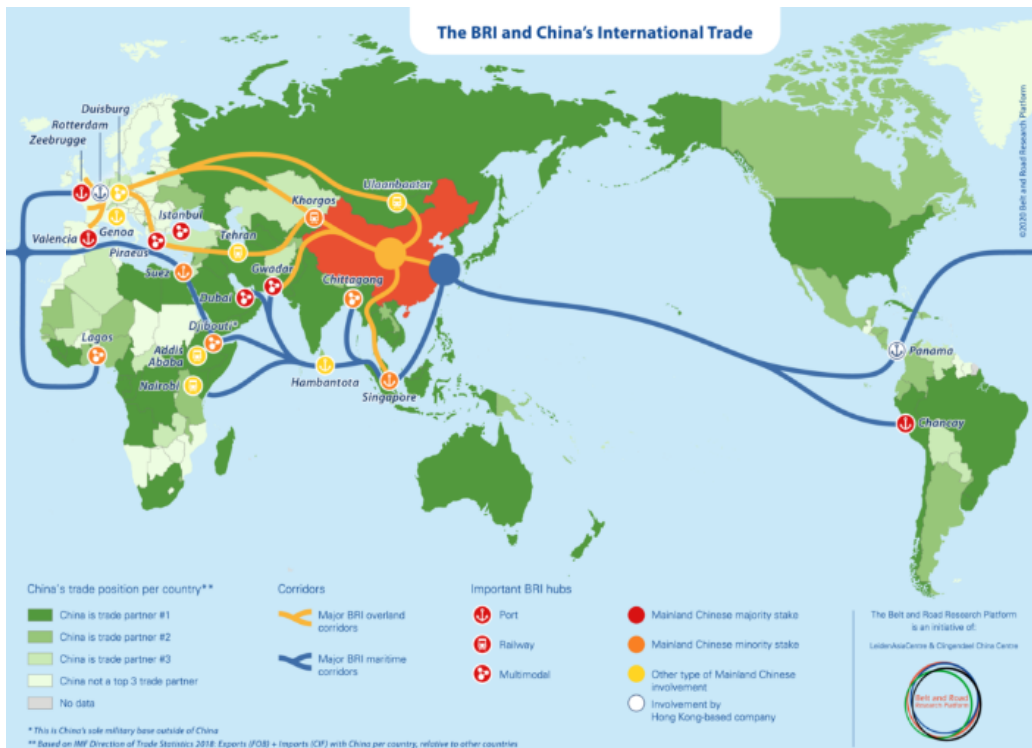 The BRI and China's International Trade
Duisburg
Rotterdam
Zeebrugge
Ulaanbaatar
Khorgos
Istanbul
Tehran
Valencia
Genoa
Piraeus
Gwadar
Suez
Chittagong
Dubai
Djibouti*
Lagos
Addis
Ababa
Nairobi
Hambantota
Singapore
Panama
Chancay
©2020 Belt and Road Research Platform
China's trade position per country**
China is trade partner #1
China is trade partner #2
China is trade partner #3
China not a top 3 trade partner
No data
Corridors
Major BRI overland
corridors
Major BRI maritime
corridors
Important BRI hubs
Port
Railway
Multimodal
Mainland Chinese majority stake
Mainland Chinese minority stake
Other type of Mainland Chinese
involvement
Involvement by
Hong Kong-based company
The Belt and Road Research Platform
is an initiative of:
LeidenAsiaCentre & Clingendael China Centre
Belt and Road
Research Platform
* This is China's sole military base outside of China
** Based on IMF Direction of Trade Statistics 2018: Exports (FOB) + Imports (CIF) with China per country, relative to other countries